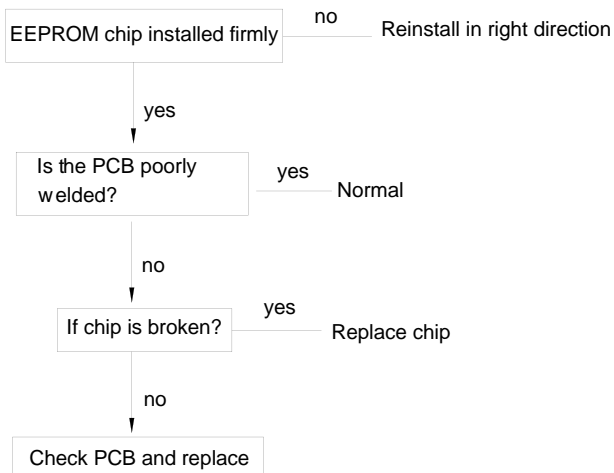 EEPROM chip installed firmly
no
Reinstall in right direction
yes
Is the PCB poorly
welded?
yes
Normal
no
If chip is broken?
yes
Replace chip
no
Check PCB and replace